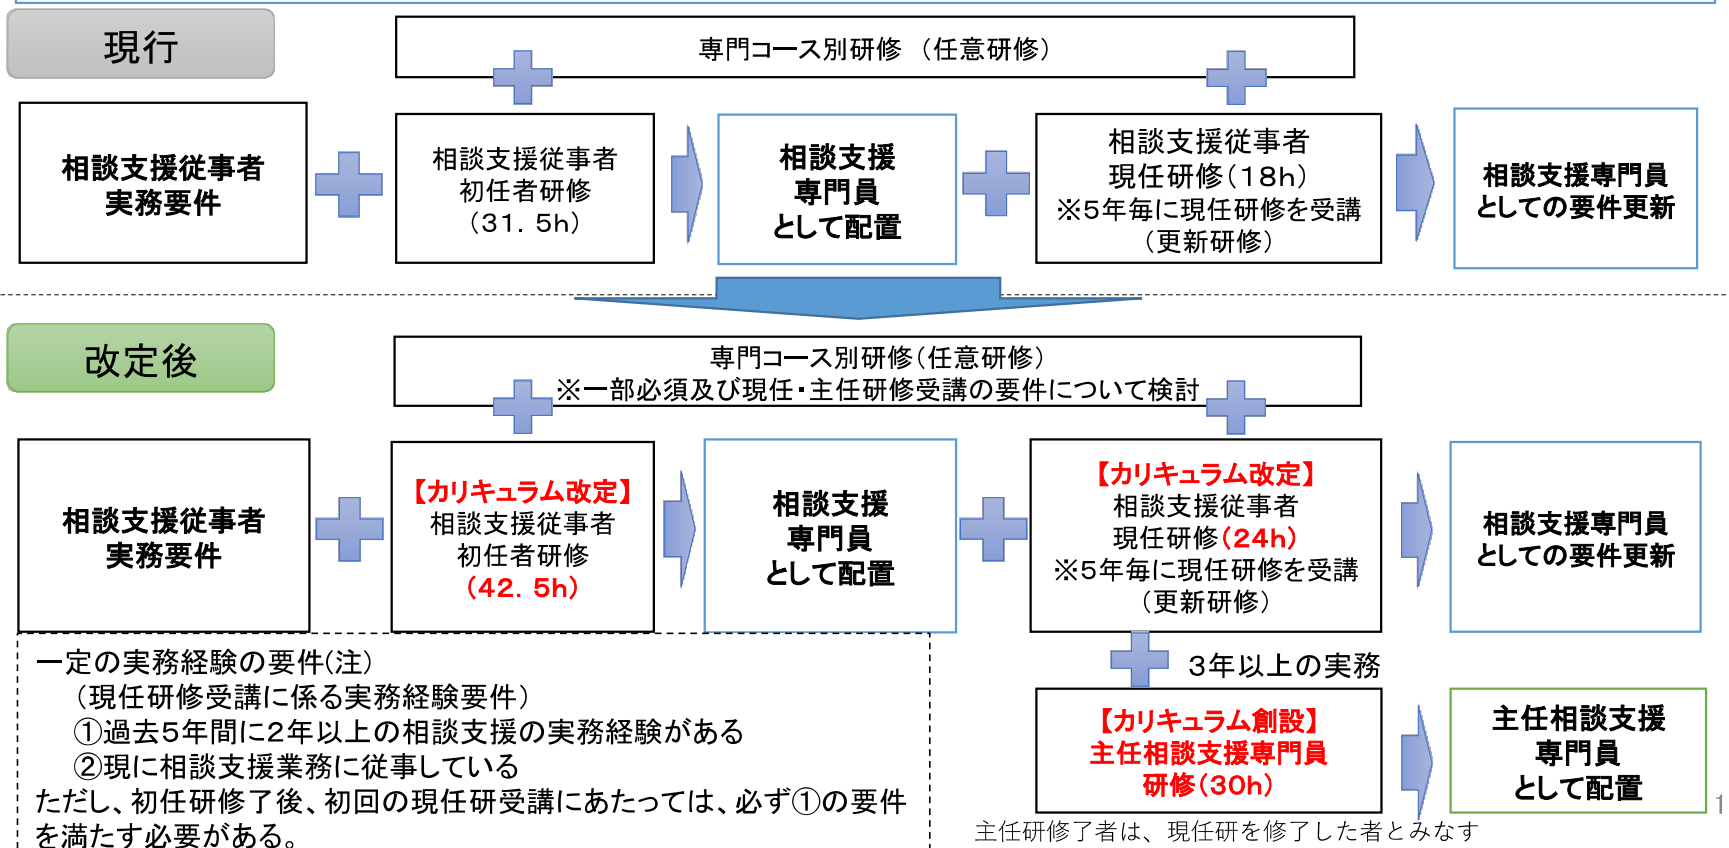 現行
専門コース別研修 （任意研修）
相談支援従事者
実務要件
相談支援従事者
初任者研修
（31．5h）
相談支援
専門員
として配置
相談支援従事者
現任研修（18h）
※5年毎に現任研修を受講
（更新研修）
相談支援専門員
としての要件更新
改定後
専門コース別研修（任意研修）
※一部必須及び現任・主任研修受講の要件について検討
相談支援従事者
実務要件
【カリキュラム改定】
相談支援従事者
初任者研修
（42．5h）
相談支援
専門員
として配置
【カリキュラム改定】
相談支援従事者
現任研修（24h）
※5年毎に現任研修を受講
（更新研修）
相談支援専門員
としての要件更新
3年以上の実務
【カリキュラム創設】
主任相談支援専門員
研修（30h）
主任相談支援
専門員
として配置
主任研修了者は、現任研を修了した者とみなす
一定の実務経験の要件(注)
（現任研修受講に係る実務経験要件）
①過去5年間に2年以上の相談支援の実務経験がある
②現に相談支援業務に従事している
ただし、初任研修了後、初回の現任研受講にあたっては、必ず①の要件
を満たす必要がある。
1